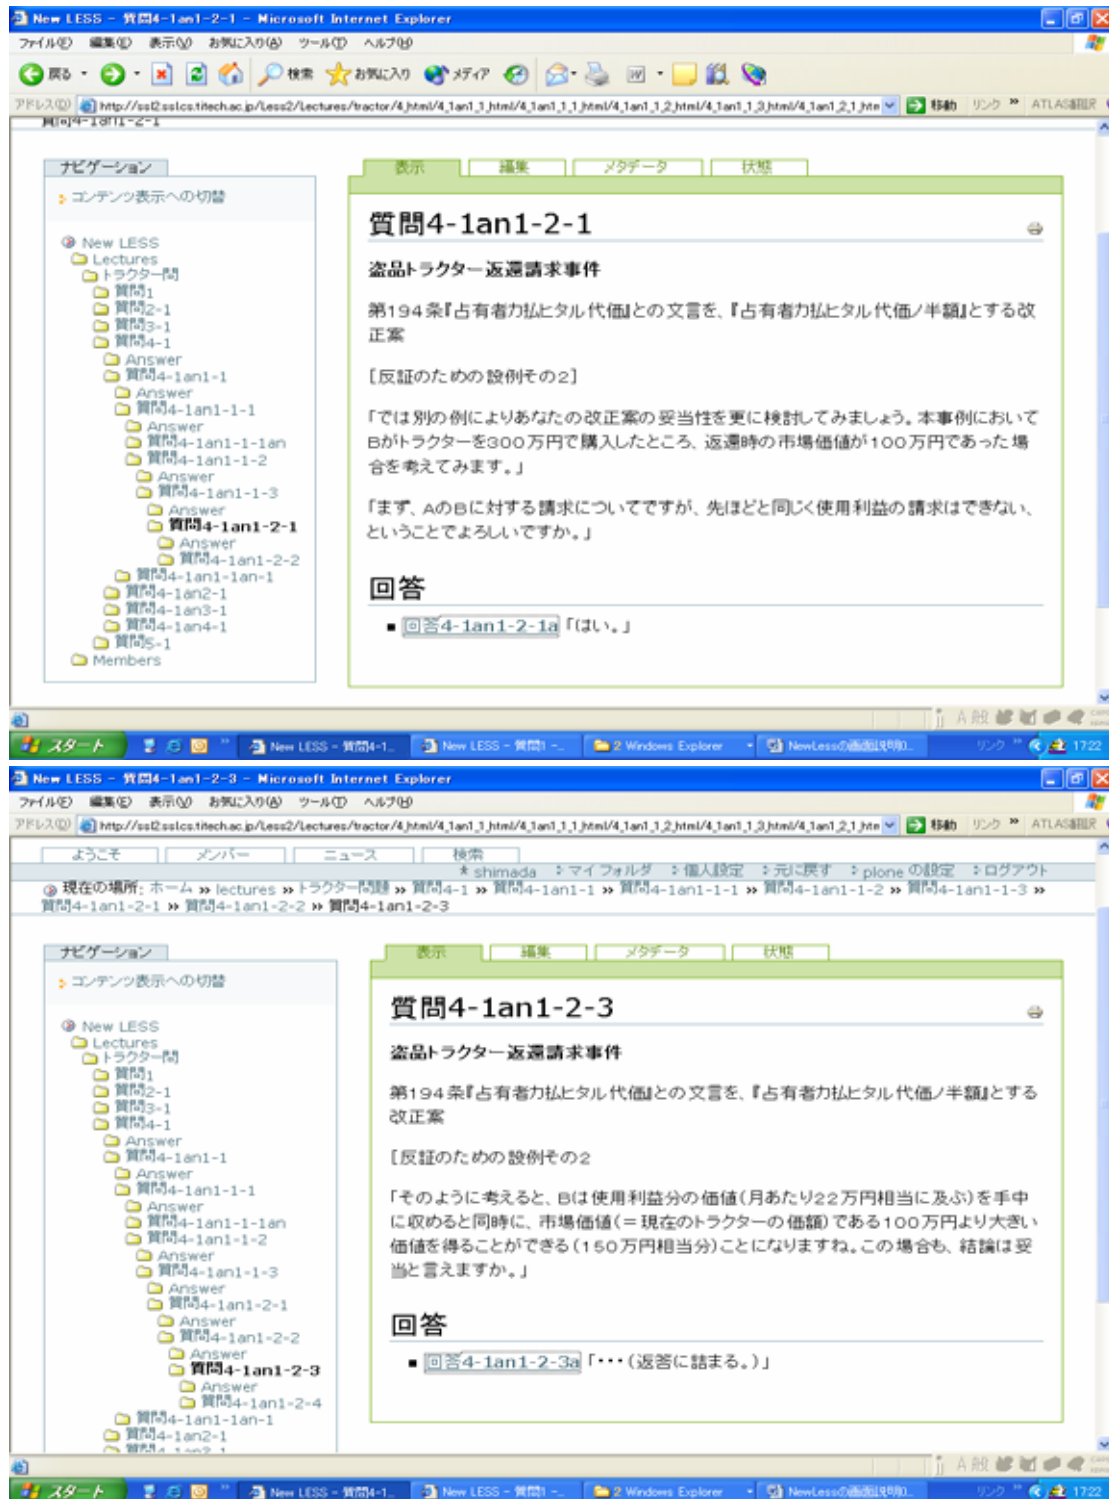 New LESS - 質問4-1an1-2-1 - Microsoft Internet Explorer
ファイル(F) 編集(E) 表示(V) お気に入り(A) ツール(T) ヘルプ(H)
戻る 検索 お気に入り メディア
アドレス(D) http://ssl2.sslcs.titech.ac.jp/Less2/Lectures/tractor/4_html/4_1an1_1_html/4_1an1_1_1_html/4_1an1_1_2_html/4_1an1_1_3_html/4_1an1_2_1_htm 移動 リンク
質問4-1an1-2-1
ナビゲーション
コンテンツ表示への切替
New LESS
Lectures
トラクター問
質問1
質問2-1
質問3-1
質問4-1
Answer
質問4-1an1-1
Answer
質問4-1an1-1-1
Answer
質問4-1an1-1-1an
質問4-1an1-1-2
Answer
質問4-1an1-1-3
Answer
質問4-1an1-2-1
Answer
質問4-1an1-2-2
質問4-1an1-1an-1
質問4-1an2-1
質問4-1an3-1
質問4-1an4-1
質問5-1
Members
表示 編集 メタデータ 状態
質問4-1an1-2-1
盗品トラクター返還請求事件
第194条『占有者カ払ヒタル代価』との文言を、『占有者カ払ヒタル代価ノ半額』とする改
正案
[反証のための設例その2]
「では別の例によりあなたの改正案の妥当性を更に検討してみましょう。本事例において
Bがトラクターを300万円で購入したところ、返還時の市場価値が100万円であった場
合を考えてみます。」
「まず、AのBに対する請求についてですが、先ほどと同じく使用利益の請求はできない、
ということでよろしいですか。」
回答
回答4-1an1-2-1a「はい。」
A 般
スタート New LESS - 質問4-1... New LESS - 質問1 -... 2 Windows Explorer 17:22
New LESS - 質問4-1an1-2-3 - Microsoft Internet Explorer
ファイル(F) 編集(E) 表示(V) お気に入り(A) ツール(T) ヘルプ(H)
アドレス(D) http://ssl2.sslcs.titech.ac.jp/Less2/Lectures/tractor/4_html/4_1an1_1_html/4_1an1_1_1_html/4_1an1_1_2_html/4_1an1_1_3_html/4_1an1_2_1_htm 移動 リンク
ようこそ メンバー ニュース 検索
shimada マイ フォルダ 個人設定 元に戻す plone の設定 ログアウト
現在の場所: ホーム » lectures » トラクター問題 » 質問4-1 » 質問4-1an1-1 » 質問4-1an1-1-1 » 質問4-1an1-1-2 » 質問4-1an1-1-3 »
質問4-1an1-2-1 » 質問4-1an1-2-2 » 質問4-1an1-2-3
ナビゲーション
コンテンツ表示への切替
New LESS
Lectures
トラクター問
質問1
質問2-1
質問3-1
質問4-1
Answer
質問4-1an1-1
Answer
質問4-1an1-1-1
Answer
質問4-1an1-1-1an
質問4-1an1-1-2
Answer
質問4-1an1-1-3
Answer
質問4-1an1-2-1
Answer
質問4-1an1-2-2
Answer
質問4-1an1-2-3
Answer
質問4-1an1-2-4
質問4-1an1-1an-1
質問4-1an2-1
質問4-1an3-1
表示 編集 メタデータ 状態
質問4-1an1-2-3
盗品トラクター返還請求事件
第194条『占有者カ払ヒタル代価』との文言を、『占有者カ払ヒタル代価ノ半額』とする
改正案
[反証のための設例その2
「そのように考えると、Bは使用利益分の価値(月あたり22万円相当に及ぶ)を手中
に収めると同時に、市場価値(=現在のトラクターの価額)である100万円より大きい
価値を得ることができる(150万円相当分)ことになりますね。この場合も、結論は妥
当と言えますか。」
回答
回答4-1an1-2-3a「・・・(返答に詰まる。)」
A 般
スタート New LESS - 質問4-1... New LESS - 質問1 -... 2 Windows Explorer 17:22